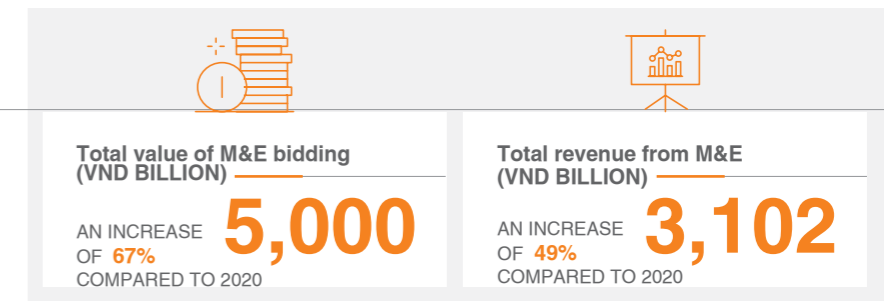 Total value of M&E bidding
(VND BILLION)
AN INCREASE
OF 67%
COMPARED TO 2020
5,000
Total revenue from M&E
(VND BILLION)
AN INCREASE
OF 49%
COMPARED TO 2020
3,102